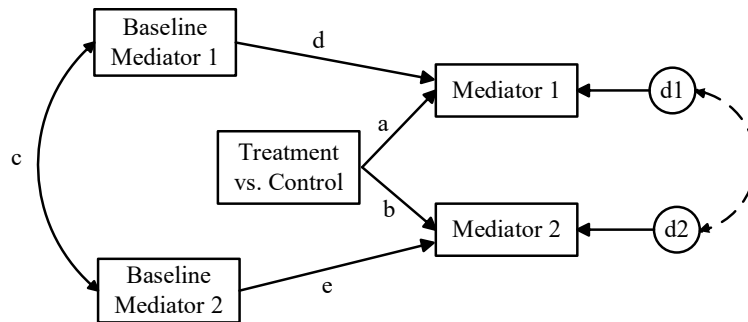 Baseline
Mediator 1
d
Mediator 1
d1
a
c
Treatment
vs. Control
b
Mediator 2
d2
Baseline
Mediator 2
e